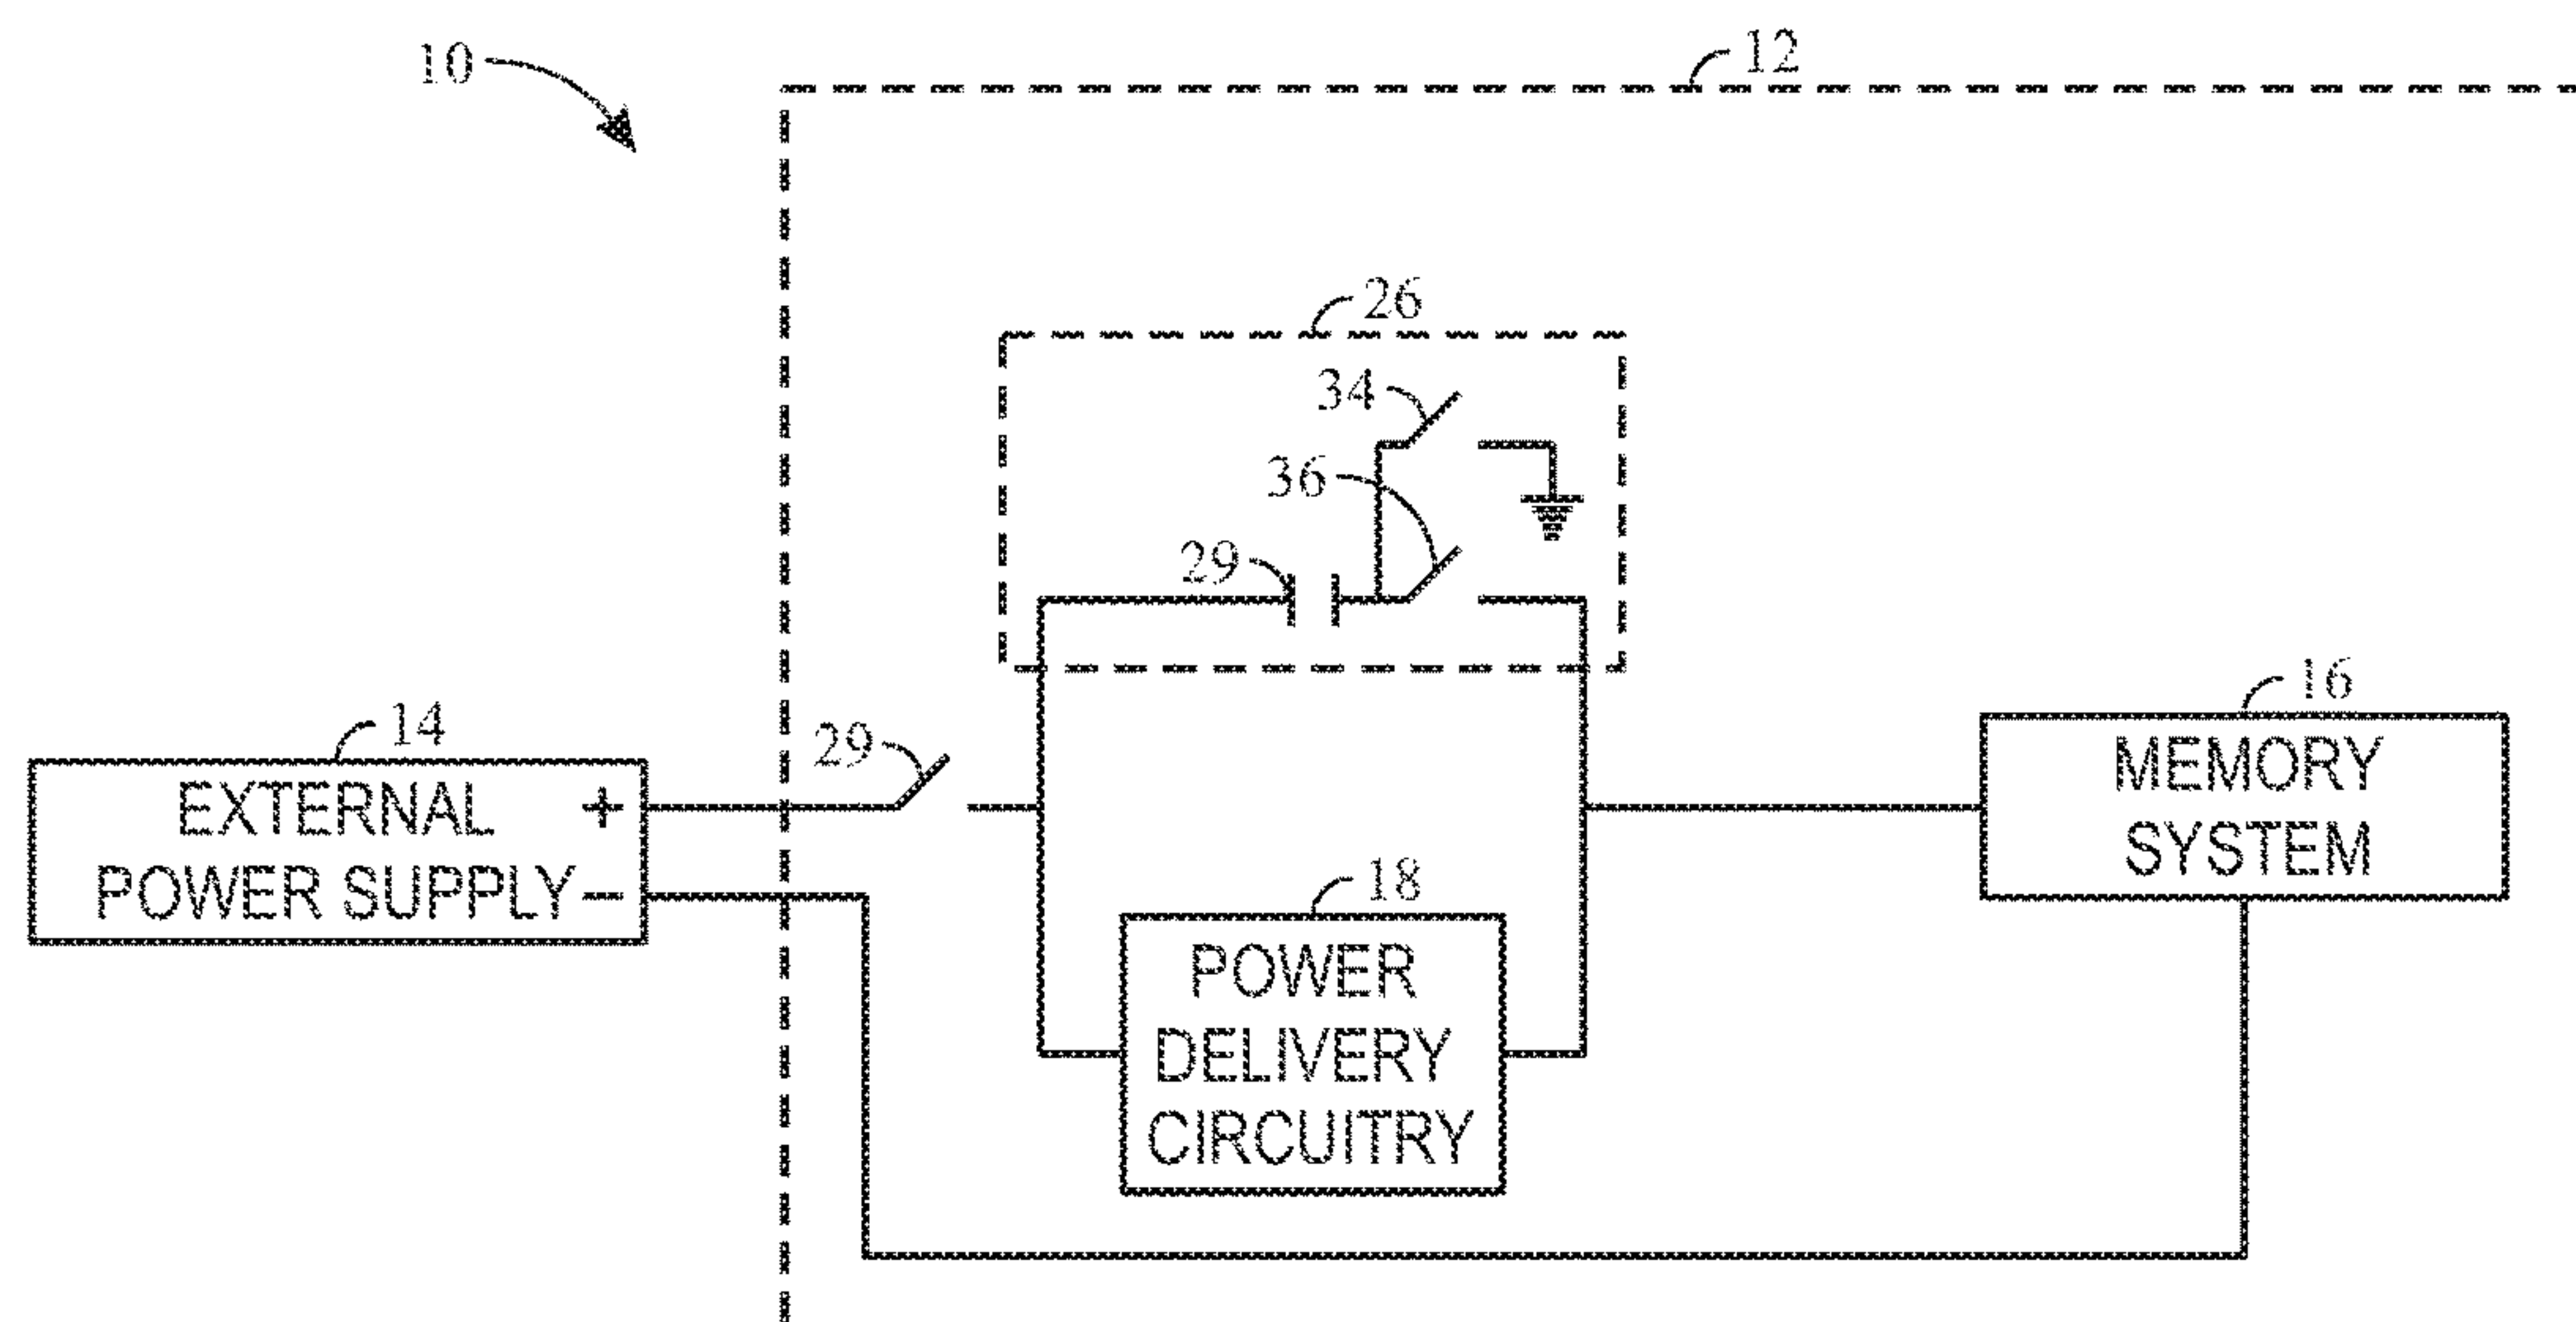 10
12
26
34
36
29
14
29
16
EXTERNAL +
POWER SUPPLY −
MEMORY
SYSTEM
18
POWER
DELIVERY
CIRCUITRY